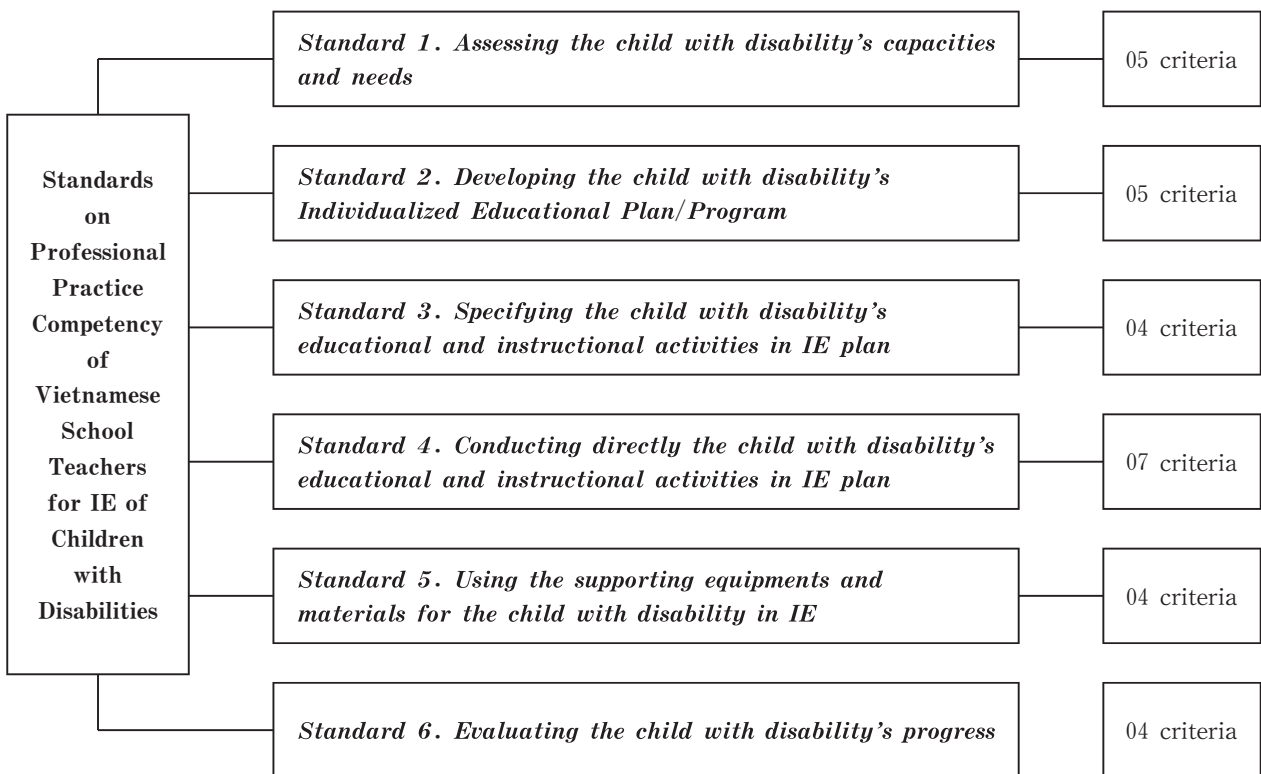 Standards
on
Professional
Practice
Competency
of
Vietnamese
School
Teachers
for IE of
Children
with
Disabilities
Standard 1. Assessing the child with disability's capacities
and needs
05 criteria
Standard 2. Developing the child with disability's
Individualized Educational Plan/Program
05 criteria
Standard 3. Specifying the child with disability's
educational and instructional activities in IE plan
04 criteria
Standard 4. Conducting directly the child with disability's
educational and instructional activities in IE plan
07 criteria
Standard 5. Using the supporting equipments and
materials for the child with disability in IE
04 criteria
Standard 6. Evaluating the child with disability's progress
04 criteria